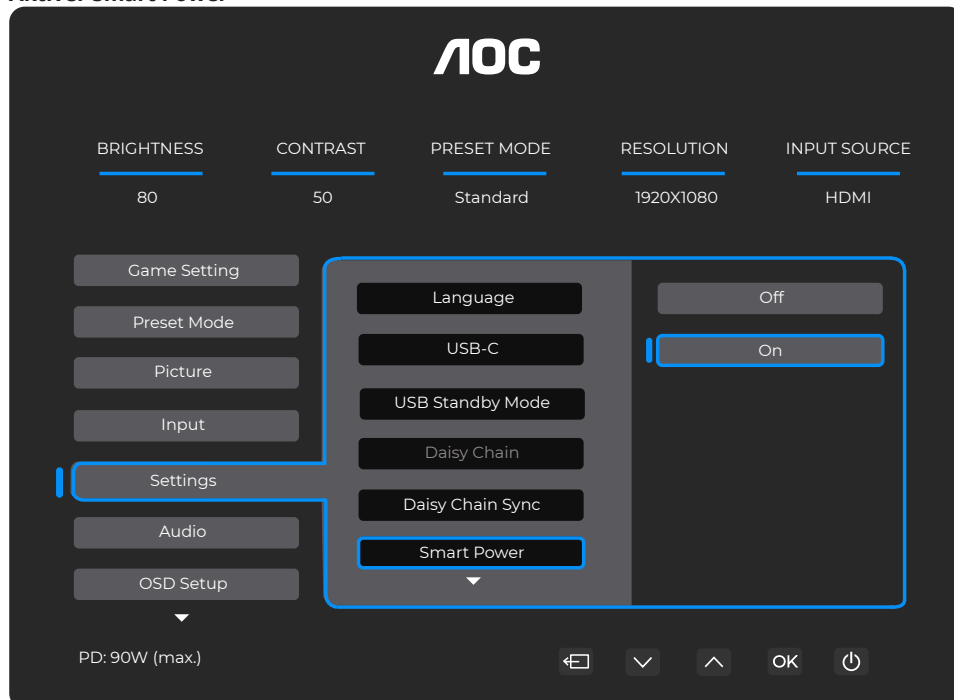 AOC
BRIGHTNESS CONTRAST PRESET MODE RESOLUTION INPUT SOURCE
80 50 Standard 1920X1080 HDMI
Game Setting
Preset Mode
Picture
Input
Settings
Audio
OSD Setup
Language
USB-C
USB Standby Mode
Daisy Chain
Daisy Chain Sync
Smart Power
Off
On
PD: 90W (max.)
OK